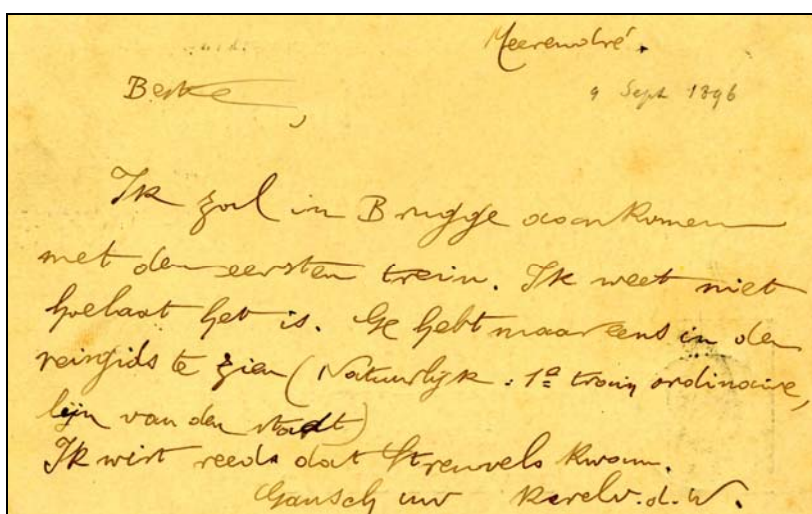 Meerendré.
9 Sept 1896
Beste,
Ik zal in Brugge aankomen
met den eersten trein. Ik weet niet
hoelaat het is. Ge hebt maar eens in den
reisgids te zien (Natuurlijk : 1e train ordinaire,
lijn van den staat)
Ik wist reeds dat Streuvels kwam.
Gansch uw Karel v. d. W.